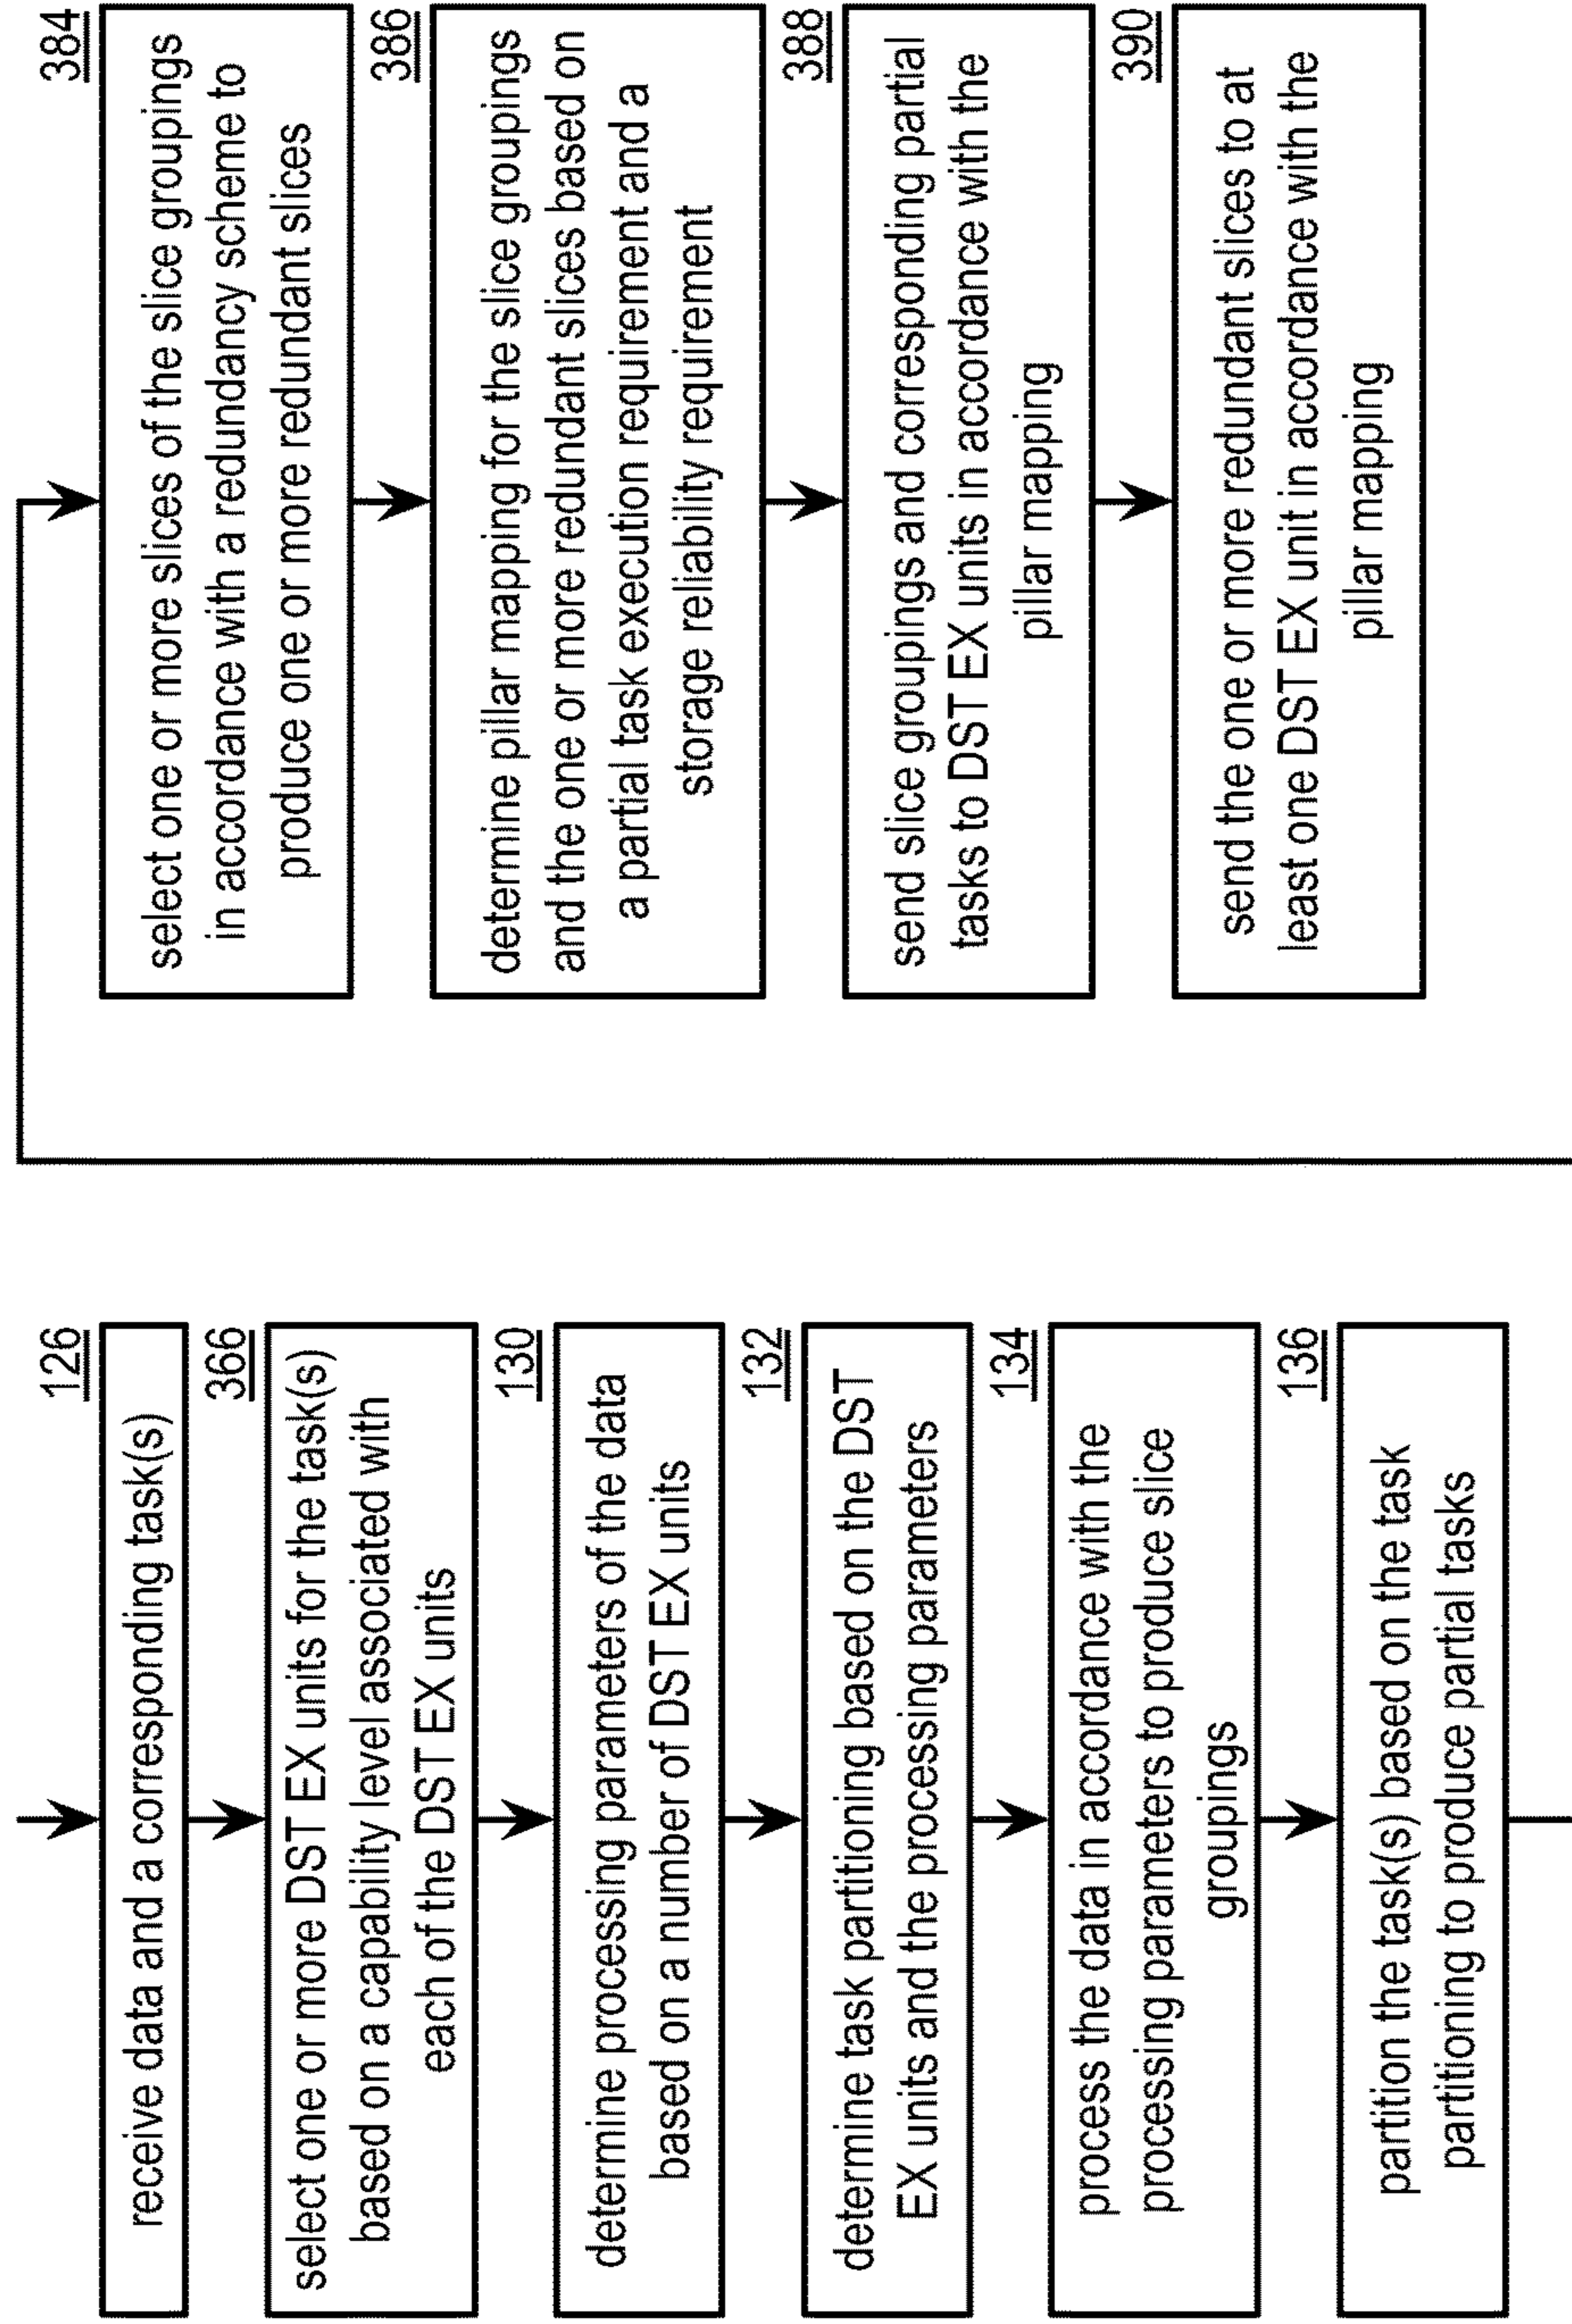 126
receive data and a corresponding task(s)
366
select one or more DST EX units for the task(s)
based on a capability level associated with
each of the DST EX units
130
determine processing parameters of the data
based on a number of DST EX units
132
determine task partitioning based on the DST
EX units and the processing parameters
134
process the data in accordance with the
processing parameters to produce slice
groupings
136
partition the task(s) based on the task
partitioning to produce partial tasks
384
select one or more slices of the slice groupings
in accordance with a redundancy scheme to
produce one or more redundant slices
386
determine pillar mapping for the slice groupings
and the one or more redundant slices based on
a partial task execution requirement and a
storage reliability requirement
388
send slice groupings and corresponding partial
tasks to DST EX units in accordance with the
pillar mapping
390
send the one or more redundant slices to at
least one DST EX unit in accordance with the
pillar mapping